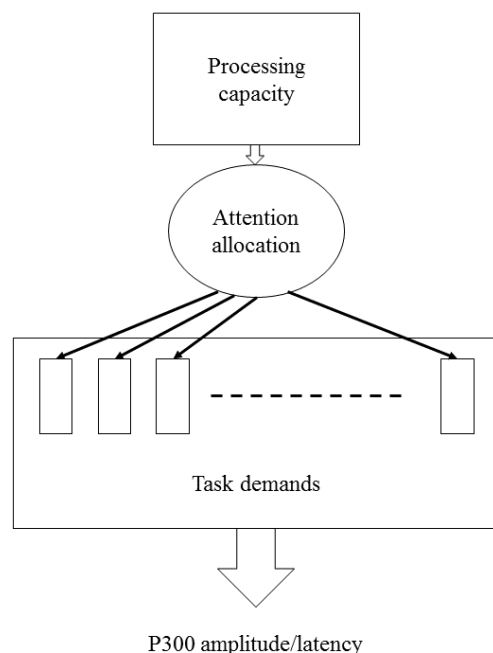 Processing
capacity
Attention
allocation
Task demands
P300 amplitude/latency